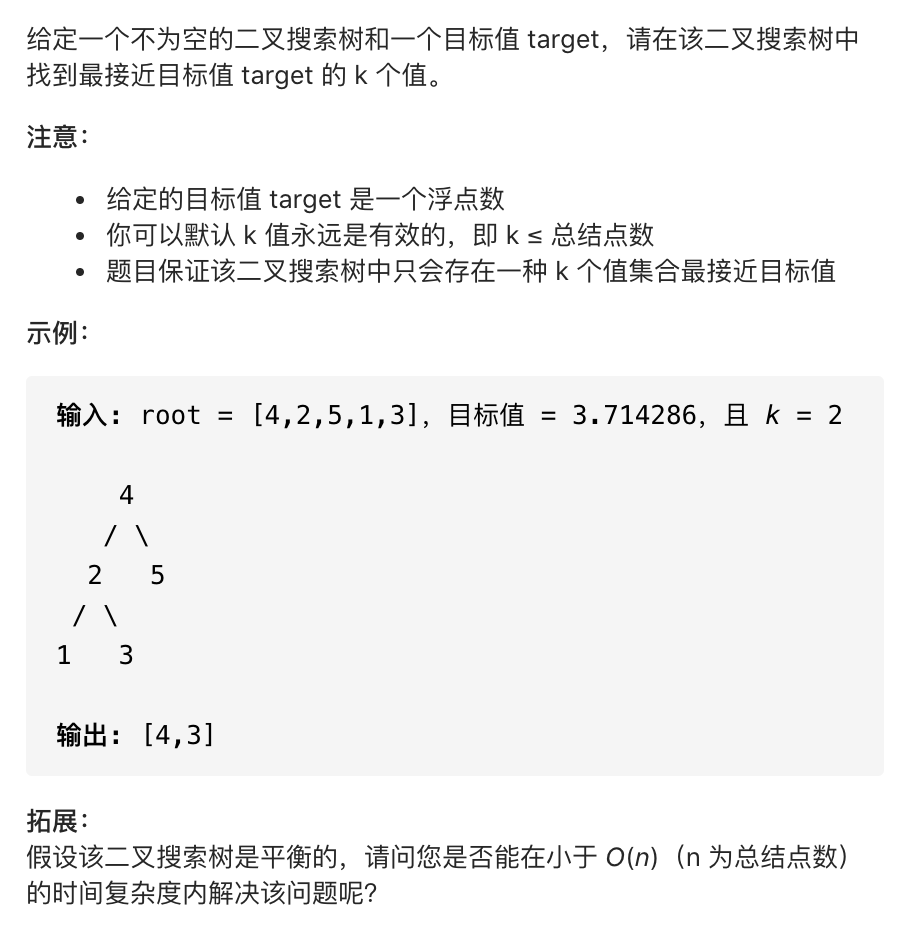 给定一个不为空的二叉搜索树和一个目标值 target，请在该二叉搜索树中
找到最接近目标值 target 的 k 个值。
注意：
• 给定的目标值 target 是一个浮点数
• 你可以默认 k 值永远是有效的，即 k ≤ 总结点数
• 题目保证该二叉搜索树中只会存在一种 k 个值集合最接近目标值
示例：
输入: root = [4,2,5,1,3]，目标值 = 3.714286，且 k = 2
4
/ \
2 5
/ \
1 3
输出: [4,3]
拓展：
假设该二叉搜索树是平衡的，请问您是否能在小于 O(n)（n 为总结点数）
的时间复杂度内解决该问题呢?